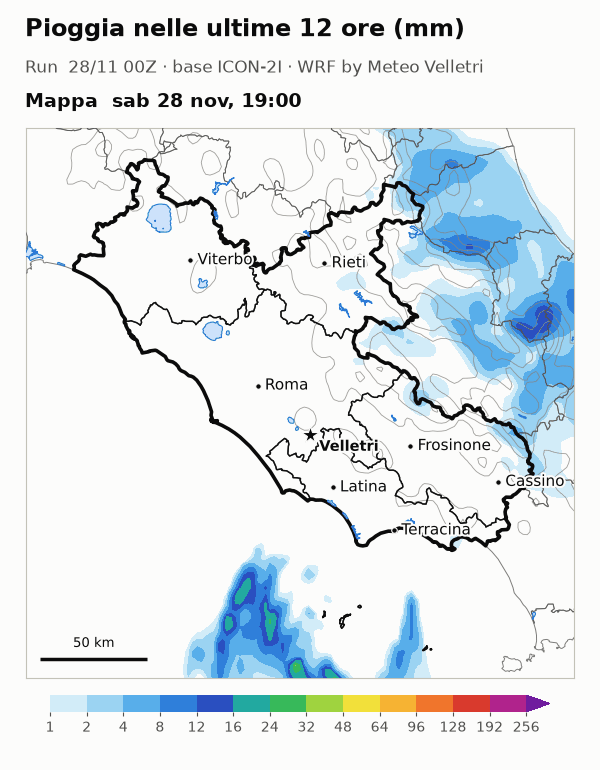 Pioggia nelle ultime 12 ore (mm)
Run  28/11 00Z · base ICON-2I · WRF by Meteo Velletri
Mappa  sab 28 nov, 19:00
Viterbo
Rieti
Roma
Velletri
Frosinone
Cassino
Latina
Terracina
50 km
1 2 4 8 12 16 24 32 48 64 96 128 192 256